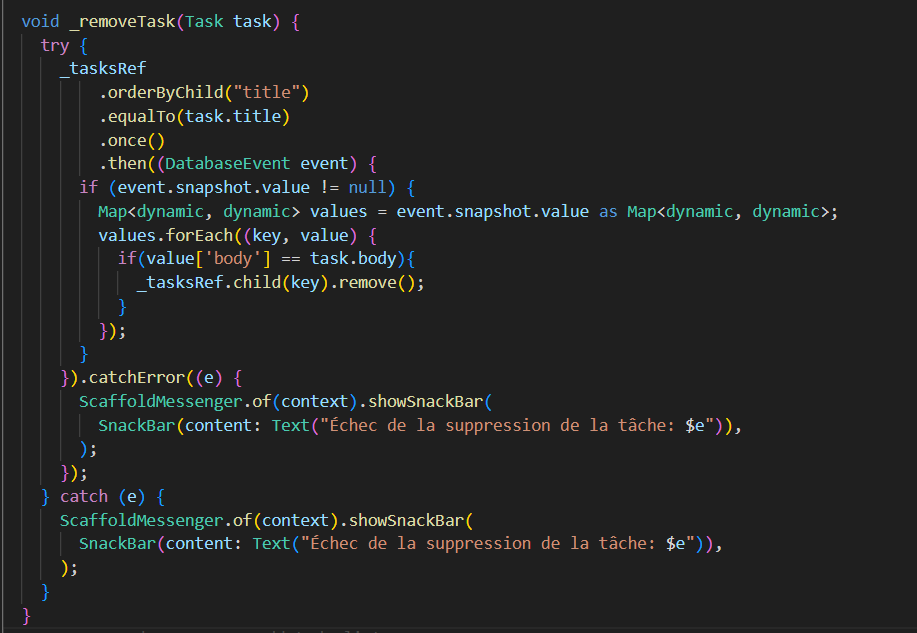 void _removeTask(Task task) {
  try {
    _tasksRef
        .orderByChild("title")
        .equalTo(task.title)
        .once()
        .then((DatabaseEvent event) {
      if (event.snapshot.value != null) {
        Map<dynamic, dynamic> values = event.snapshot.value as Map<dynamic, dynamic>;
        values.forEach((key, value) {
          if(value['body'] == task.body){
            _tasksRef.child(key).remove();
          }
        });
      }
    }).catchError((e) {
      ScaffoldMessenger.of(context).showSnackBar(
        SnackBar(content: Text("Échec de la suppression de la tâche: $e")),
      );
    });
  } catch (e) {
    ScaffoldMessenger.of(context).showSnackBar(
      SnackBar(content: Text("Échec de la suppression de la tâche: $e")),
    );
  }
}